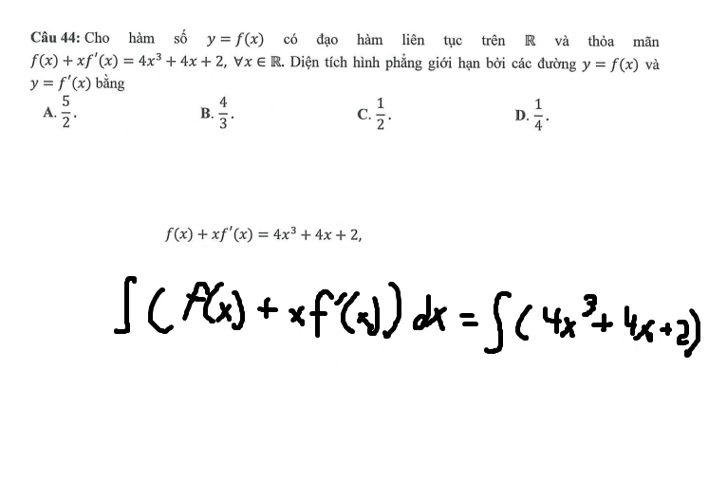 Câu 44: Cho hàm số y = f(x) có đạo hàm liên tục trên ℝ và thỏa mãn
f(x) + xf′(x) = 4x³ + 4x + 2, ∀x ∈ ℝ. Diện tích hình phẳng giới hạn bởi các đường y = f(x) và
y = f′(x) bằng
A. 5/2. B. 4/3. C. 1/2. D. 1/4.
f(x) + xf′(x) = 4x³ + 4x + 2,
∫( f(x) + xf′(x)) dx = ∫( 4x³ + 4x + 2)